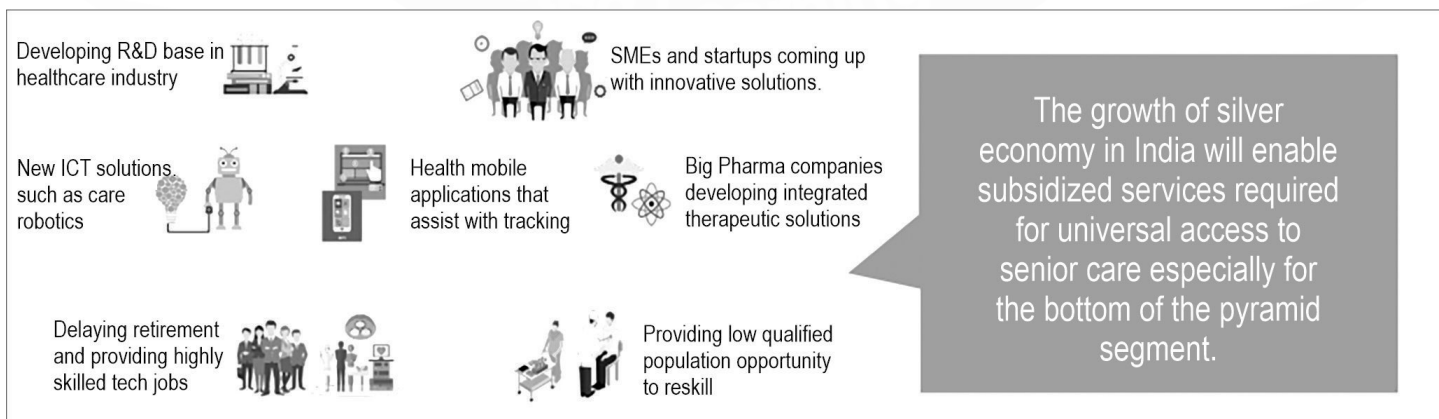 Developing R&D base in
healthcare industry
SMEs and startups coming up
with innovative solutions.
New ICT solutions
such as care
robotics
Health mobile
applications that
assist with tracking
Big Pharma companies
developing integrated
therapeutic solutions
Delaying retirement
and providing highly
skilled tech jobs
Providing low qualified
population opportunity
to reskill
The growth of silver
economy in India will enable
subsidized services required
for universal access to
senior care especially for
the bottom of the pyramid
segment.